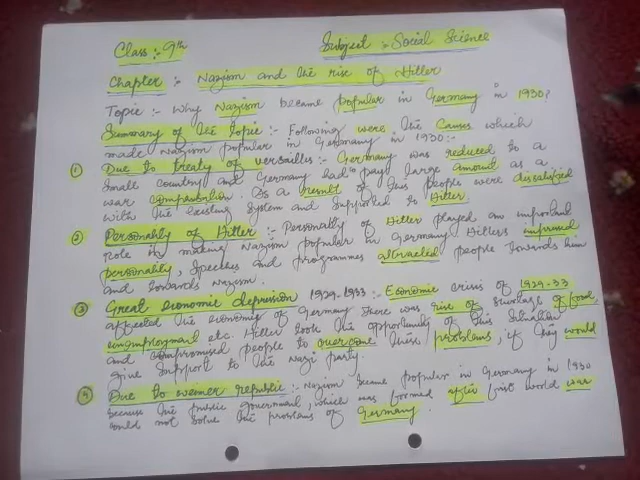 Class :- 9th
Subject :- Social Science
Chapter :- Nazism and the rise of Hitler
Topic :- Why Nazism became popular in Germany in 1930?
Summary of the topic :- Following were the causes which
made Nazism popular in Germany in 1930:-
① Due to treaty of versailles :- Germany was reduced to a
small country and Germany had to pay large amount as a
war compensation. As a result of this people were dissatisfied
with the existing system and supported to Hitler.
② Personality of Hitler :- Personality of Hitler played an important
role in making Nazism popular in Germany Hitlers
personality, speeches and programmes attracted people towards him
and towards Nazism.
③ Great economic depression 1929-1933 :- Economic crisis of 1929-33
affected the economy of Germany there was rise of shortage of food
unemployment etc. Hitler took the opportunity of this situation
and people to overcome these problems, if they would
give support to the Nazi party.
④ Due to republic :- Nazism became popular in Germany in 1930
because the public government, which was formed after first world war
could not solve the problems of Germany.